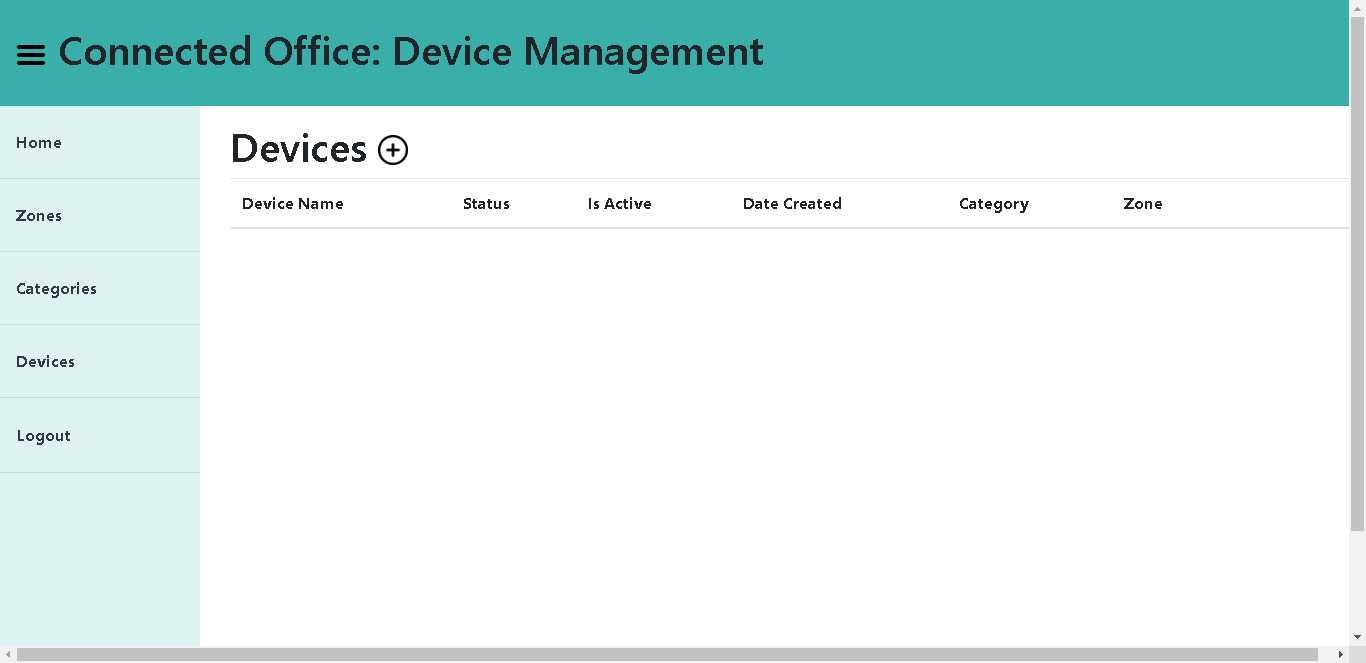 Connected Office: Device Management
Home
Zones
Categories
Devices
Logout
Devices
Device Name Status Is Active Date Created Category Zone